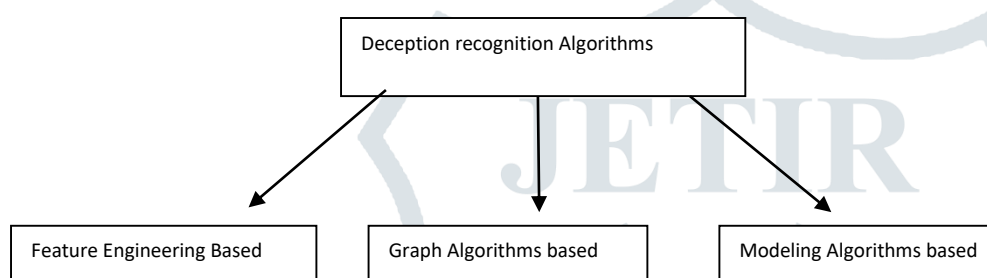 Deception recognition Algorithms
JETIR
Feature Engineering Based
Graph Algorithms based
Modeling Algorithms based